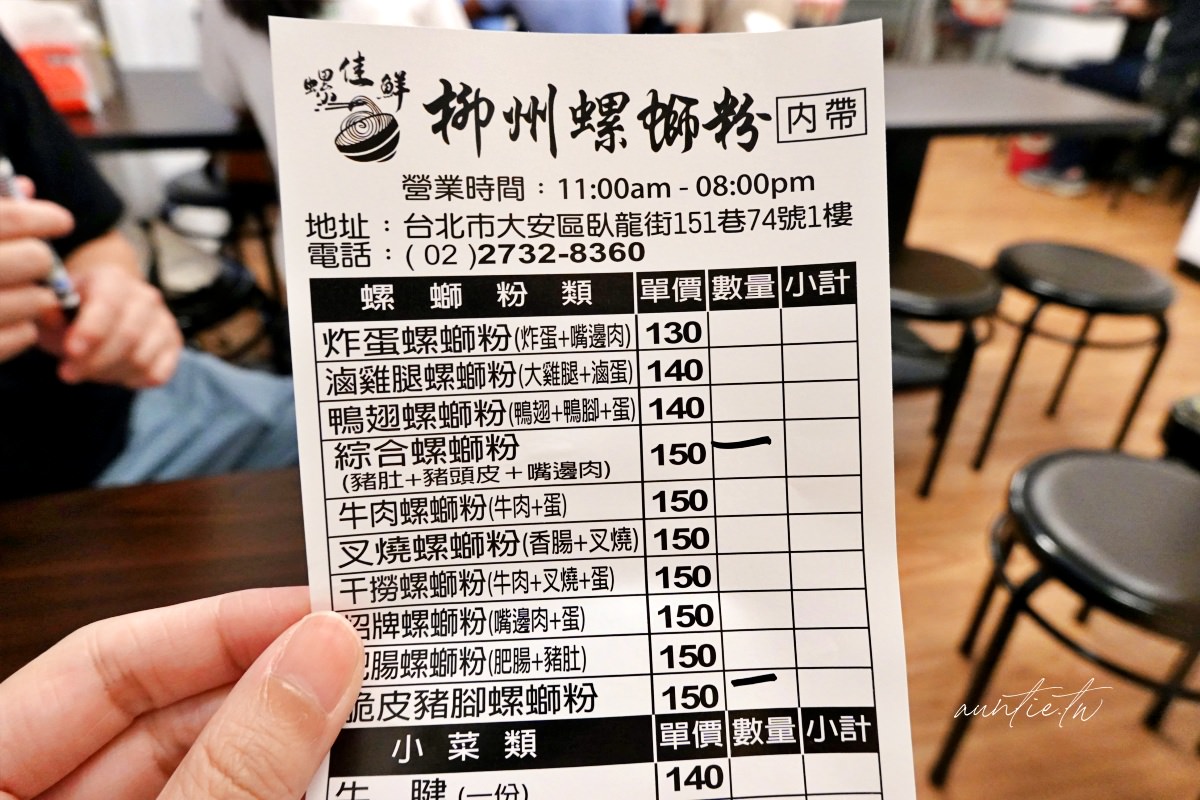 螺佳鮮
柳州螺螄粉 內帶
營業時間：11:00am - 08:00pm
地址：台北市大安區臥龍街151巷74號1樓
電話：( 02 )2732-8360
螺螄粉類 單價 數量 小計
炸蛋螺螄粉(炸蛋+嘴邊肉) 130
滷雞腿螺螄粉(大雞腿+滷蛋) 140
鴨翅螺螄粉(鴨翅+鴨腳+蛋) 140
綜合螺螄粉
(豬肚+豬頭皮+嘴邊肉) 150 一
牛肉螺螄粉(牛肉+蛋) 150
叉燒螺螄粉(香腸+叉燒) 150
干撈螺螄粉(牛肉+叉燒+蛋) 150
招牌螺螄粉(嘴邊肉+蛋) 150
肥腸螺螄粉(肥腸+豬肚) 150
脆皮豬腳螺螄粉 150 一
小菜類 單價 數量 小計
牛腱(一份) 140
auntie.tw